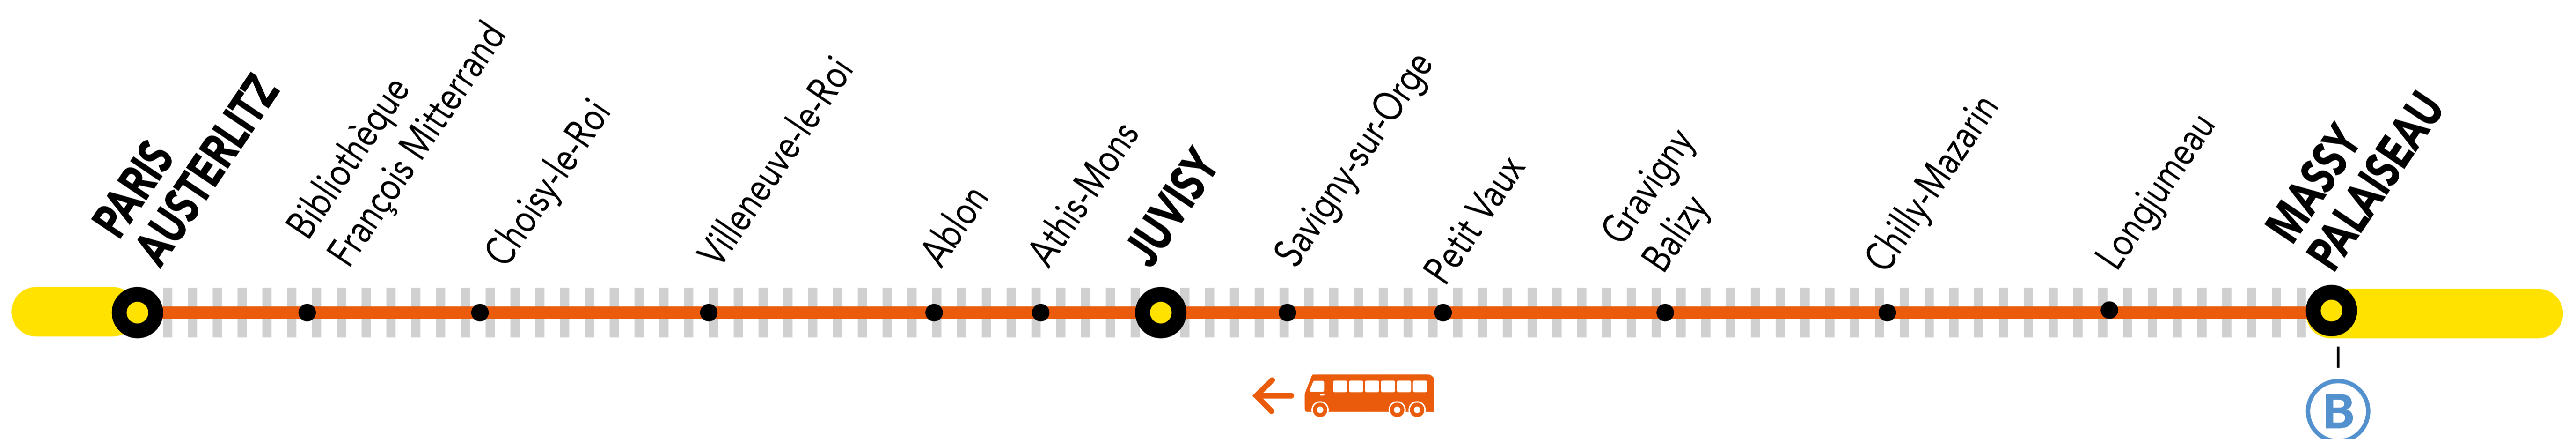 PARIS
AUSTERLITZ
Bibliothèque
François Mitterrand
Choisy-le-Roi
Villeneuve-le-Roi
Ablon
Athis-Mons
JUVISY
Savigny-sur-Orge
Petit Vaux
Gravigny
Balizy
Chilly-Mazarin
Longjumeau
MASSY
PALAISEAU
B